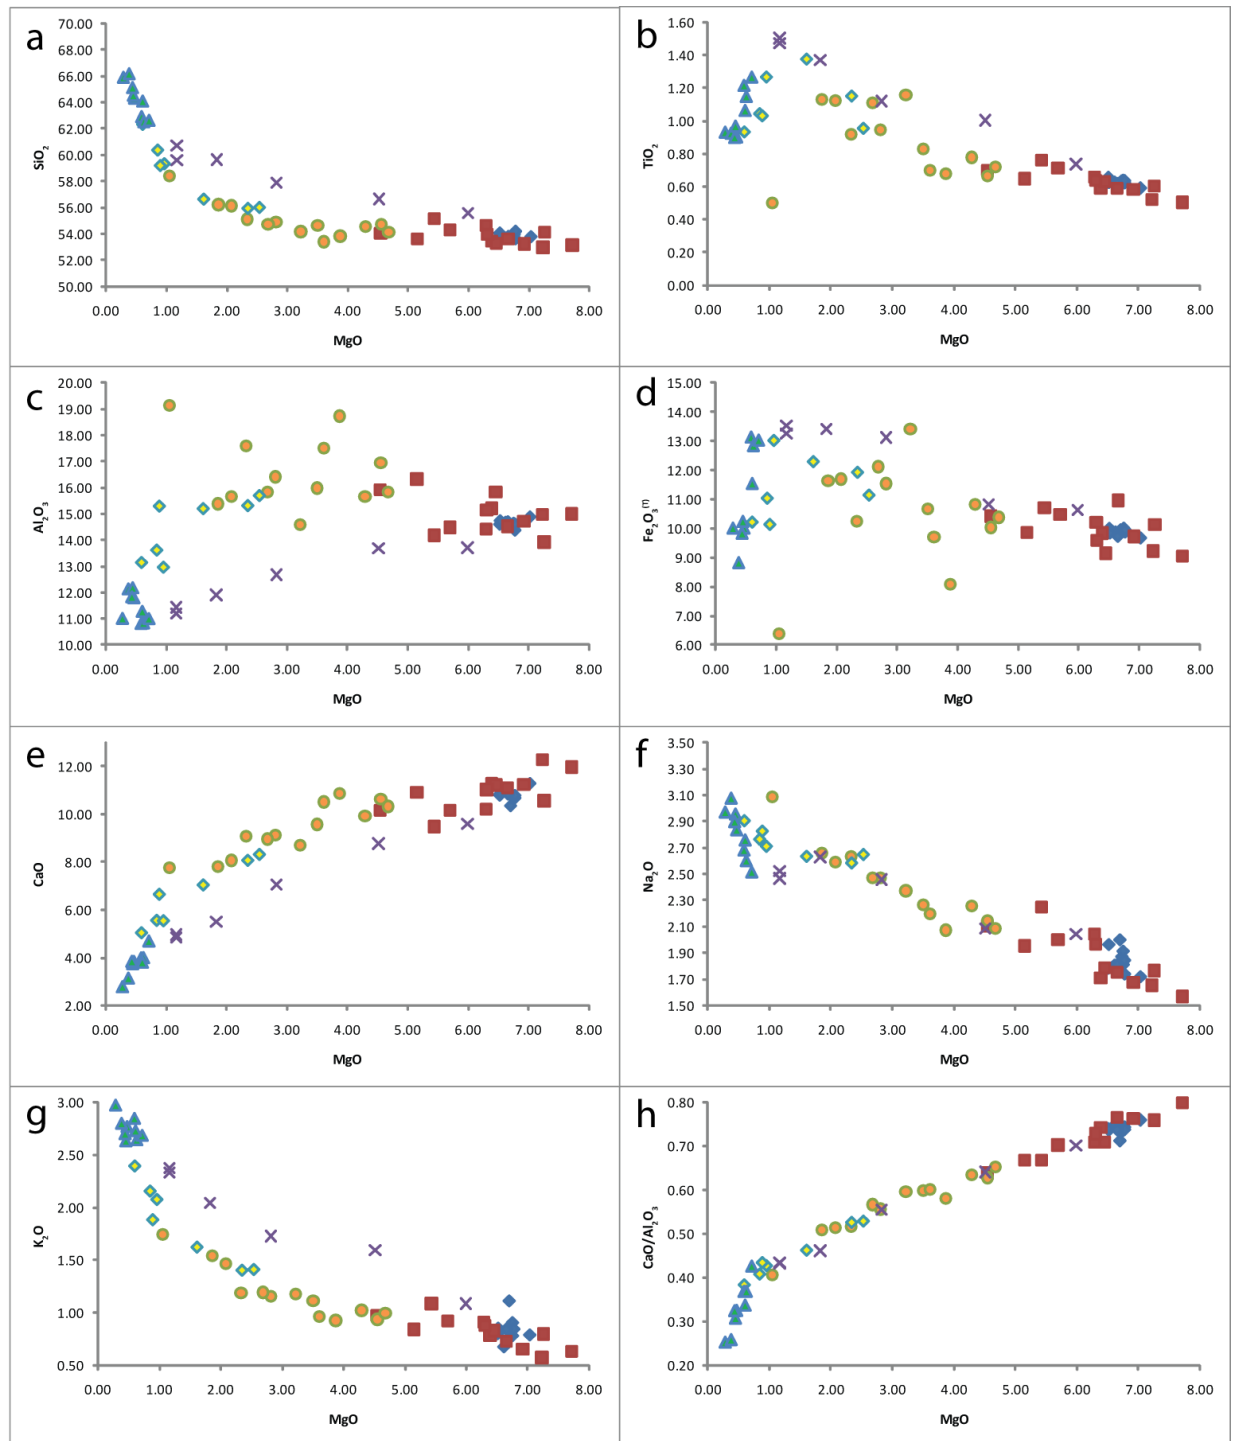 a
70.00
68.00
66.00
64.00
62.00
60.00
58.00
56.00
54.00
52.00
50.00
SiO₂
0.00 1.00 2.00 3.00 4.00 5.00 6.00 7.00 8.00
MgO
b
1.60
1.40
1.20
1.00
0.80
0.60
0.40
0.20
0.00
TiO₂
0.00 1.00 2.00 3.00 4.00 5.00 6.00 7.00 8.00
MgO
c
20.00
19.00
18.00
17.00
16.00
15.00
14.00
13.00
12.00
11.00
10.00
Al₂O₃
0.00 1.00 2.00 3.00 4.00 5.00 6.00 7.00 8.00
MgO
d
15.00
14.00
13.00
12.00
11.00
10.00
9.00
8.00
7.00
6.00
Fe₂O₃⁽ᵀ⁾
0.00 1.00 2.00 3.00 4.00 5.00 6.00 7.00 8.00
MgO
e
12.00
10.00
8.00
6.00
4.00
2.00
CaO
0.00 1.00 2.00 3.00 4.00 5.00 6.00 7.00 8.00
MgO
f
3.50
3.30
3.10
2.90
2.70
2.50
2.30
2.10
1.90
1.70
1.50
Na₂O
0.00 1.00 2.00 3.00 4.00 5.00 6.00 7.00 8.00
MgO
g
3.00
2.50
2.00
1.50
1.00
0.50
K₂O
0.00 1.00 2.00 3.00 4.00 5.00 6.00 7.00 8.00
MgO
h
0.80
0.70
0.60
0.50
0.40
0.30
0.20
CaO/Al₂O₃
0.00 1.00 2.00 3.00 4.00 5.00 6.00 7.00 8.00
MgO